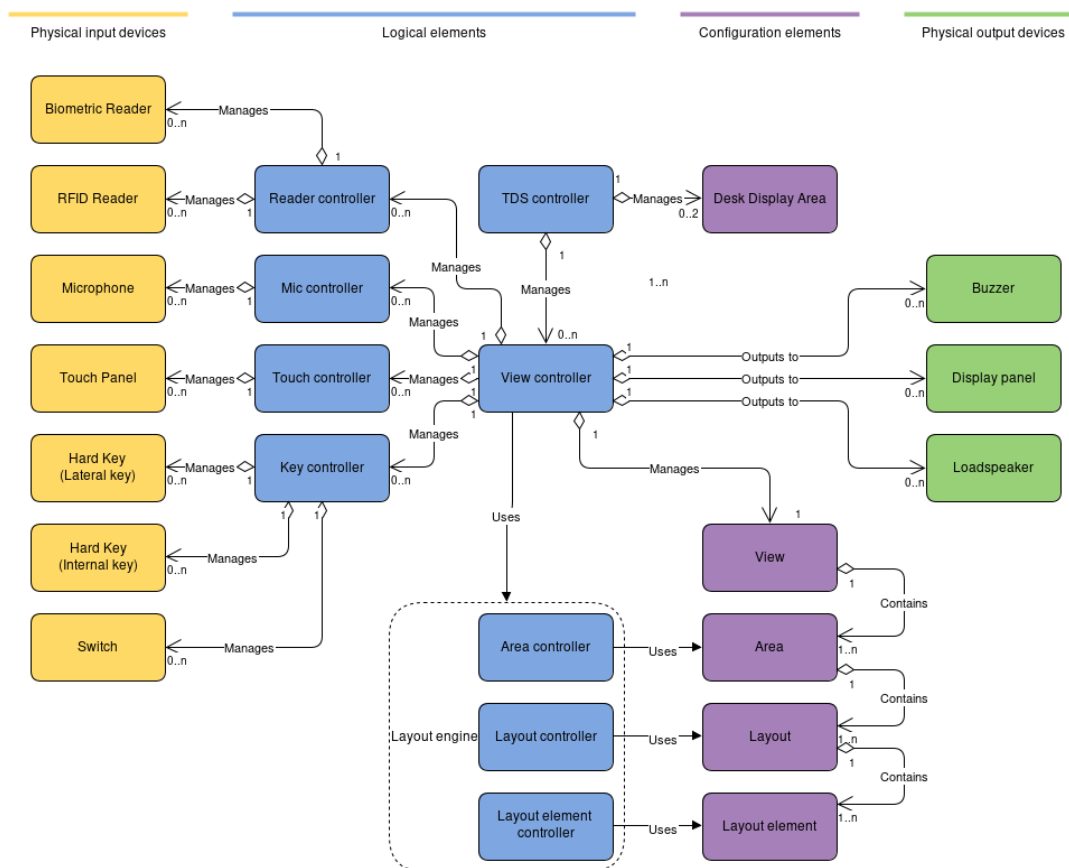 Physical input devices
Logical elements
Configuration elements
Physical output devices
Biometric Reader
Manages
0..n
1
RFID Reader
Manages
0..n
1
Reader controller
0..n
TDS controller
1
Manages
0..2
Desk Display Area
1
Manages
Manages
1..n
Microphone
Manages
0..n
1
Mic controller
0..n
Manages
1
0..n
Buzzer
0..n
Touch Panel
Manages
0..n
1
Touch controller
Manages
0..n
1
1
1
1
View controller
1
Outputs to
1
Outputs to
1
Outputs to
Display panel
0..n
Manages
1
Hard Key
(Lateral key)
Manages
0..n
1
Key controller
0..n
Manages
Loadspeaker
0..n
1
1
Uses
1
Hard Key
(Internal key)
Manages
0..n
View
1
Contains
Switch
Manages
0..n
Area controller
Uses
Area
1..n
1
Contains
Layout engine
Layout controller
Uses
Layout
1..n
1
Contains
Layout element
controller
Uses
Layout element
1..n